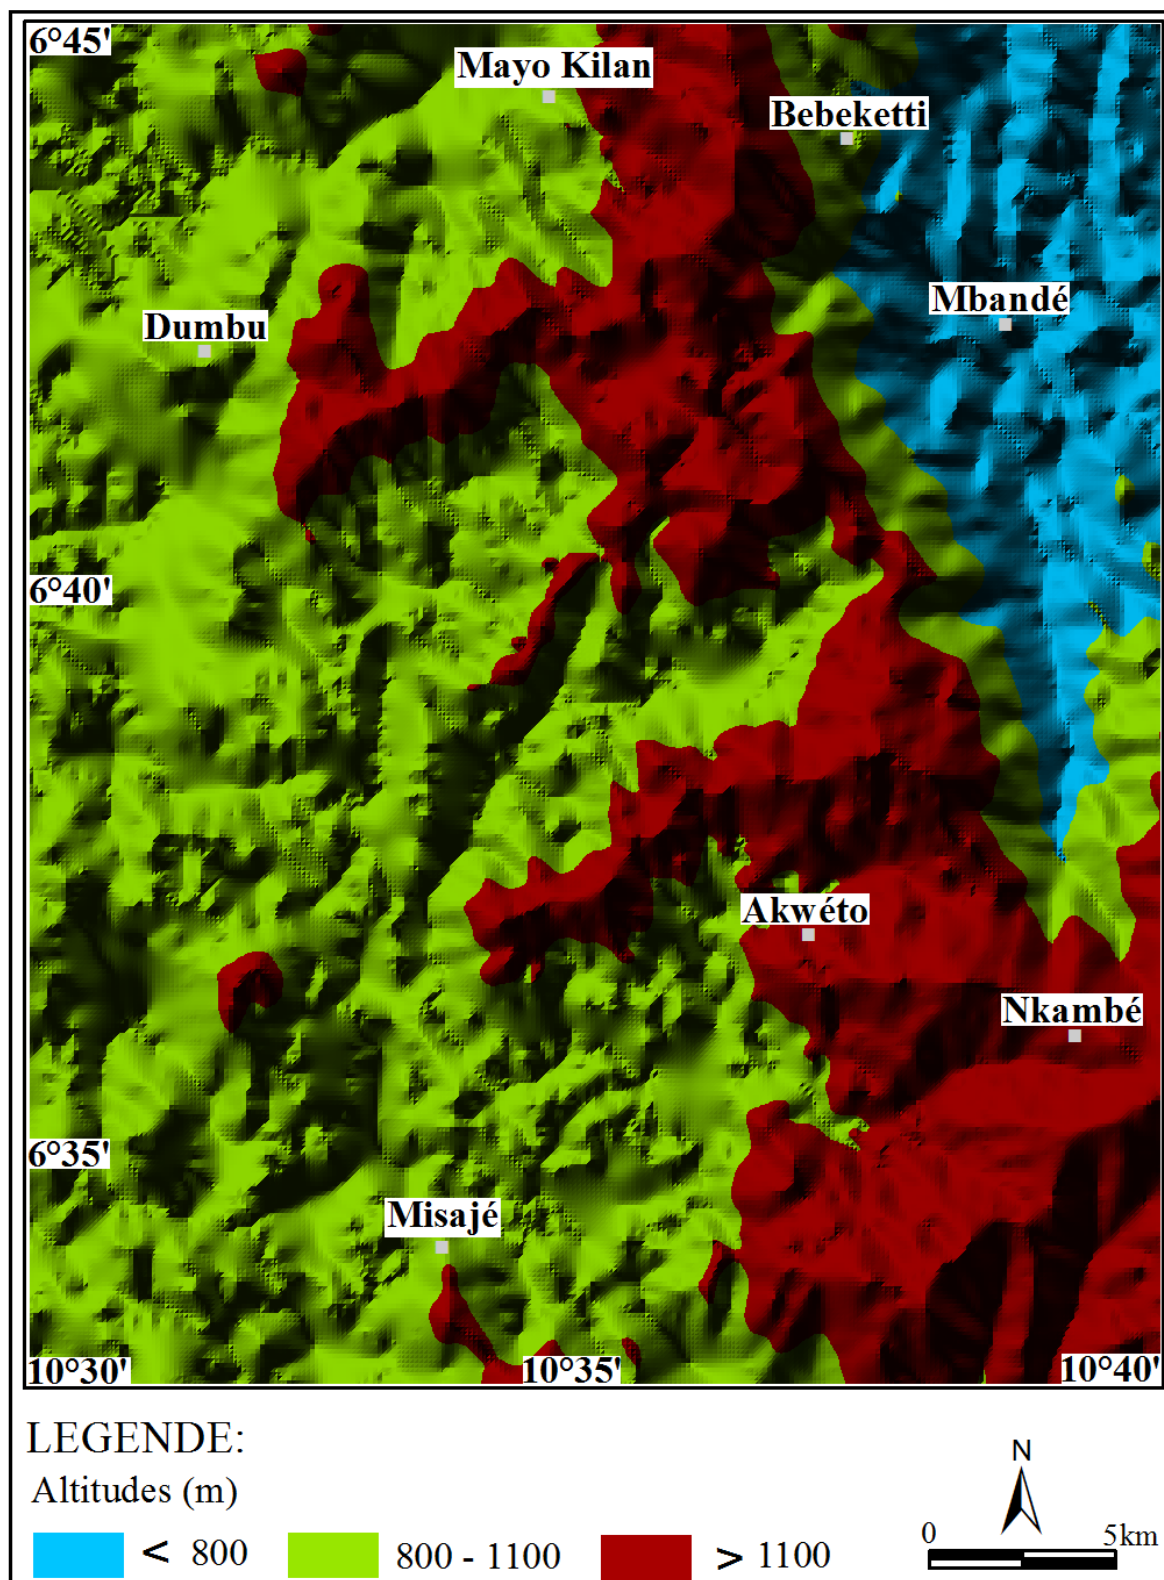 6°45'
Mayo Kilan
Bebeketti
Mbandé
Dumbu
6°40'
Akwéto
Nkambé
6°35'
Misajé
10°30'
10°35'
10°40'
LEGENDE:
Altitudes (m)
< 800
800 - 1100
> 1100
N
0 5km